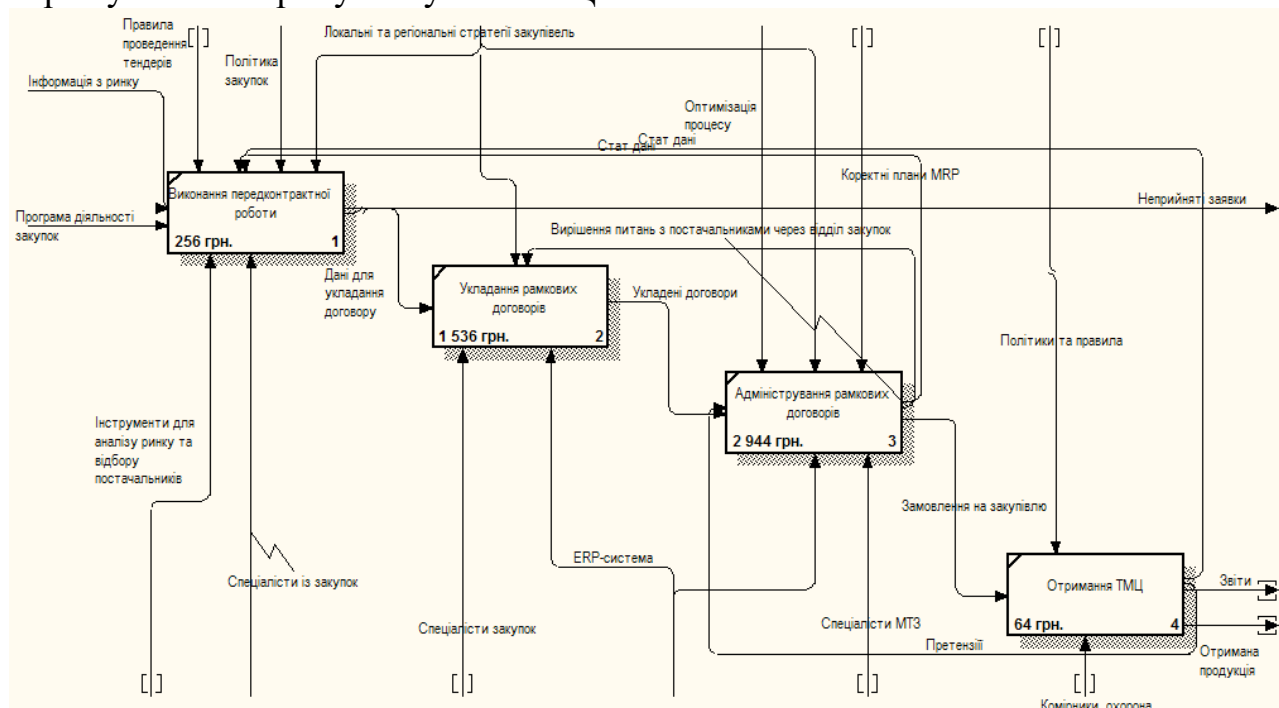 Правила
проведення
тендерів
Локальні та регіональні стратегії закупівель
Політика
закупок
Інформація з ринку
Оптимізація
процесу
Стат дані
Стат дані
Коректні плани MRP
Виконання передконтрактної
роботи
256 грн.
1
Неприйняті заявки
Програма діяльності
закупок
Вирішення питань з постачальниками через відділ закупок
Дані для
укладання
договору
Укладання рамкових
договорів
1 536 грн.
2
Укладені договори
Політики та правила
Адміністрування рамкових
договорів
2 944 грн.
3
Інструменти для
аналізу ринку та
відбору
постачальників
Замовлення на закупівлю
ERP-система
Спеціалісти із закупок
Отримання ТМЦ
64 грн.
4
Звіти
Спеціалісти закупок
Спеціалісти МТЗ
Претензіїї
Отримана
продукція
Комірники, охорона